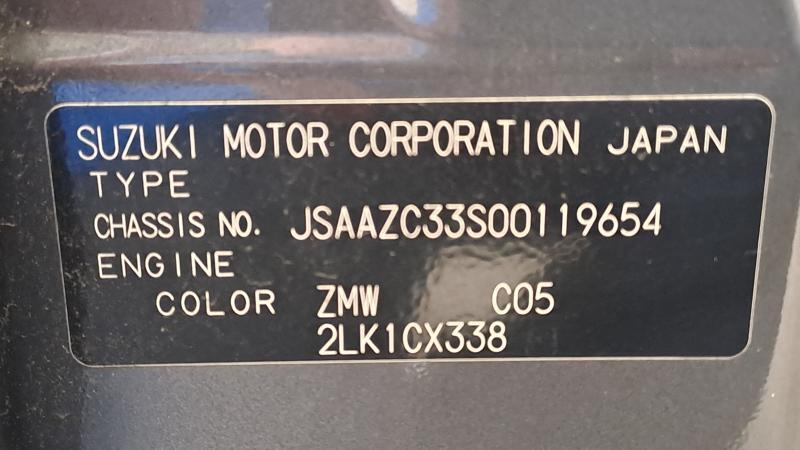 SUZUKI MOTOR CORPORATION JAPAN
TYPE
CHASSIS NO. JSAAZC33S00119654
ENGINE
COLOR ZMW C05
2LK1CX338